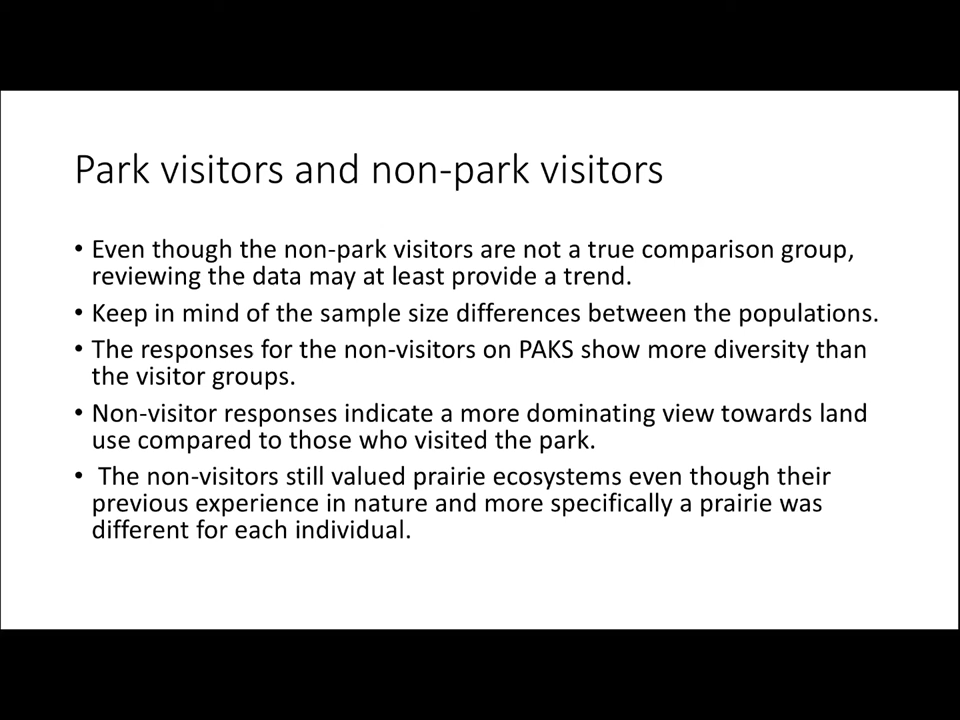 Park visitors and non-park visitors
• Even though the non-park visitors are not a true comparison group,
reviewing the data may at least provide a trend.
• Keep in mind of the sample size differences between the populations.
• The responses for the non-visitors on PAKS show more diversity than
the visitor groups.
• Non-visitor responses indicate a more dominating view towards land
use compared to those who visited the park.
• The non-visitors still valued prairie ecosystems even though their
previous experience in nature and more specifically a prairie was
different for each individual.